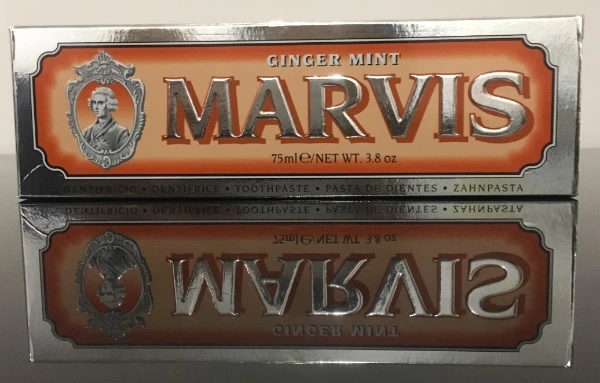 GINGER MINT
MARVIS
75ml ℮/NET WT. 3.8 oz
DENTIFRICIO • DENTIFRICE • TOOTHPASTE • PASTA DE DIENTES • ZAHNPASTA